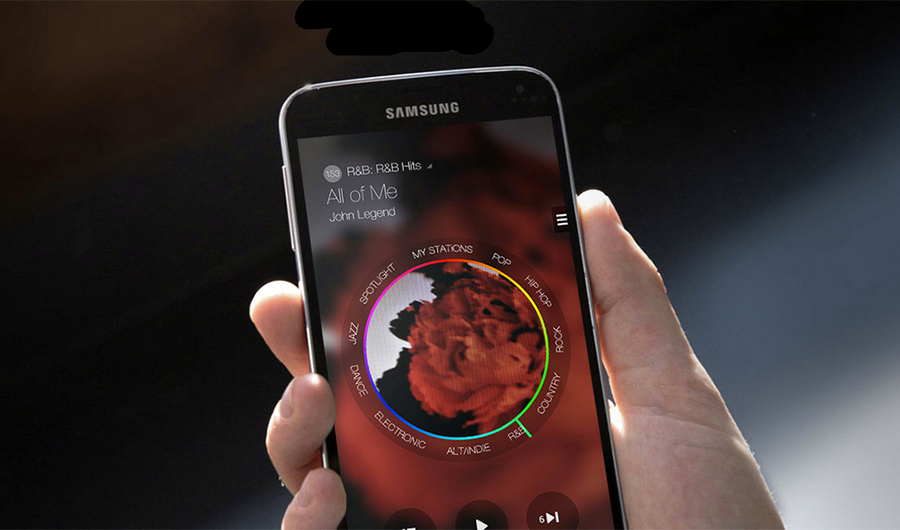 SAMSUNG
153 R&B: R&B Hits
All of Me
John Legend
MY STATIONS
POP
HIP HOP
ROCK
COUNTRY
R&B
ALT/INDIE
ELECTRONIC
DANCE
JAZZ
SPOTLIGHT
6